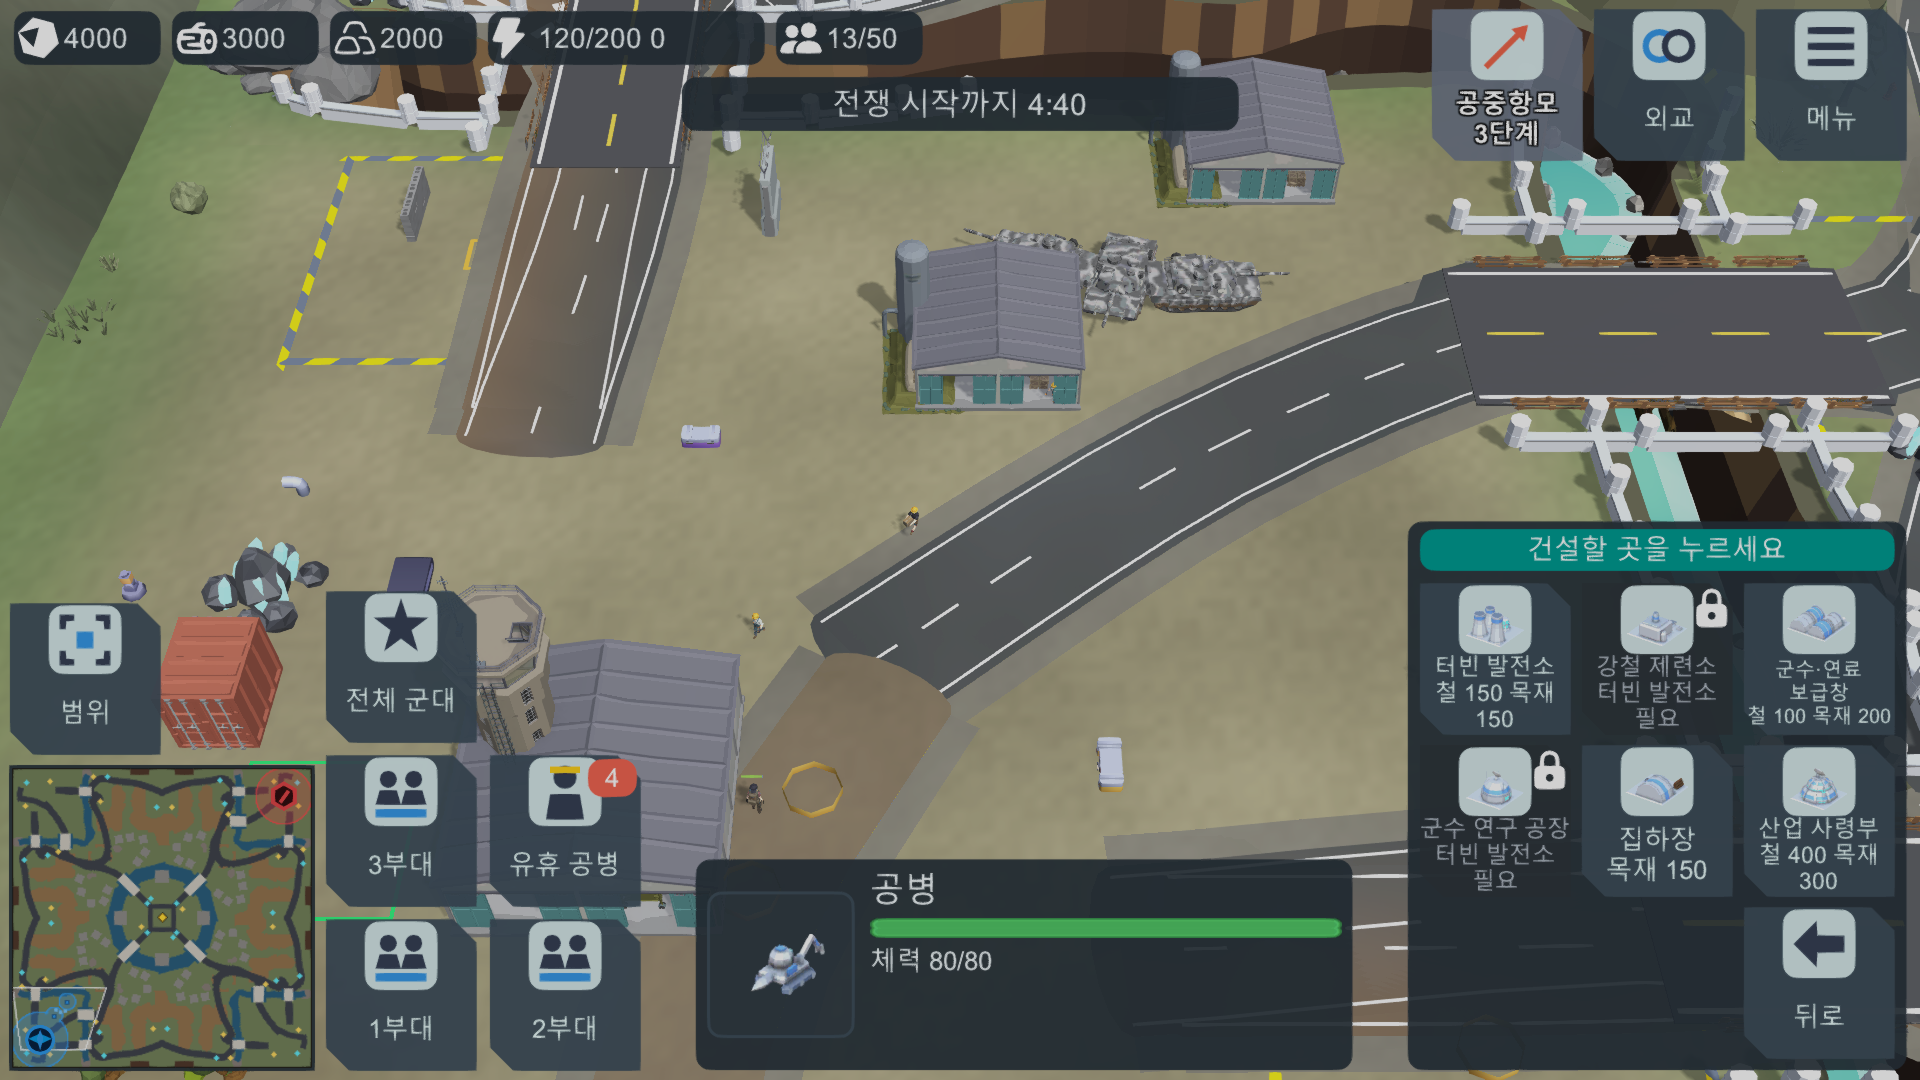 4000
3000
2000
120/200 0
13/50
전쟁 시작까지 4:40
공중항모
3단계
외교
메뉴
건설할 곳을 누르세요
터빈 발전소
철 150 목재
150
강철 제련소
터빈 발전소
필요
군수·연료
보급창
철 100 목재 200
군수 연구 공장
터빈 발전소
필요
집하장
목재 150
산업 사령부
철 400 목재
300
뒤로
범위
전체 군대
3부대
4
유휴 공병
1부대
2부대
공병
체력 80/80